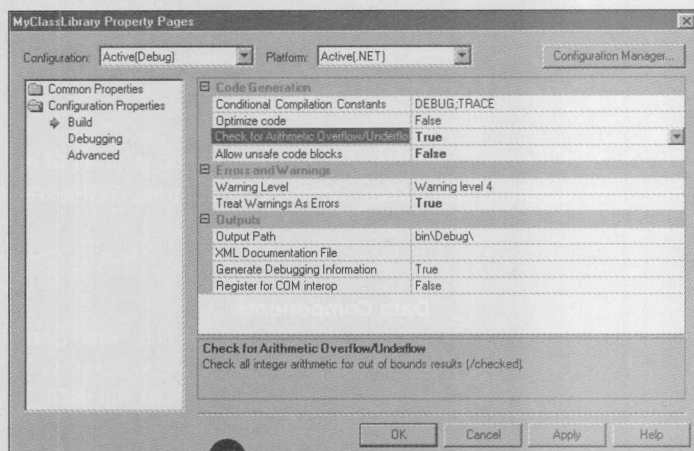 MyClassLibrary Property Pages
Configuration: Active(Debug) Platform: Active(.NET) Configuration Manager...
Common Properties
Configuration Properties
Build
Debugging
Advanced
Code Generation
Conditional Compilation Constants DEBUG;TRACE
Optimize code False
Check for Arithmetic Overflow/Underflo True
Allow unsafe code blocks False
Errors and Warnings
Warning Level Warning level 4
Treat Warnings As Errors True
Outputs
Output Path bin\Debug\
XML Documentation File
Generate Debugging Information True
Register for COM interop False
Check for Arithmetic Overflow/Underflow
Check all integer arithmetic for out of bounds results (/checked).
OK Cancel Apply Help